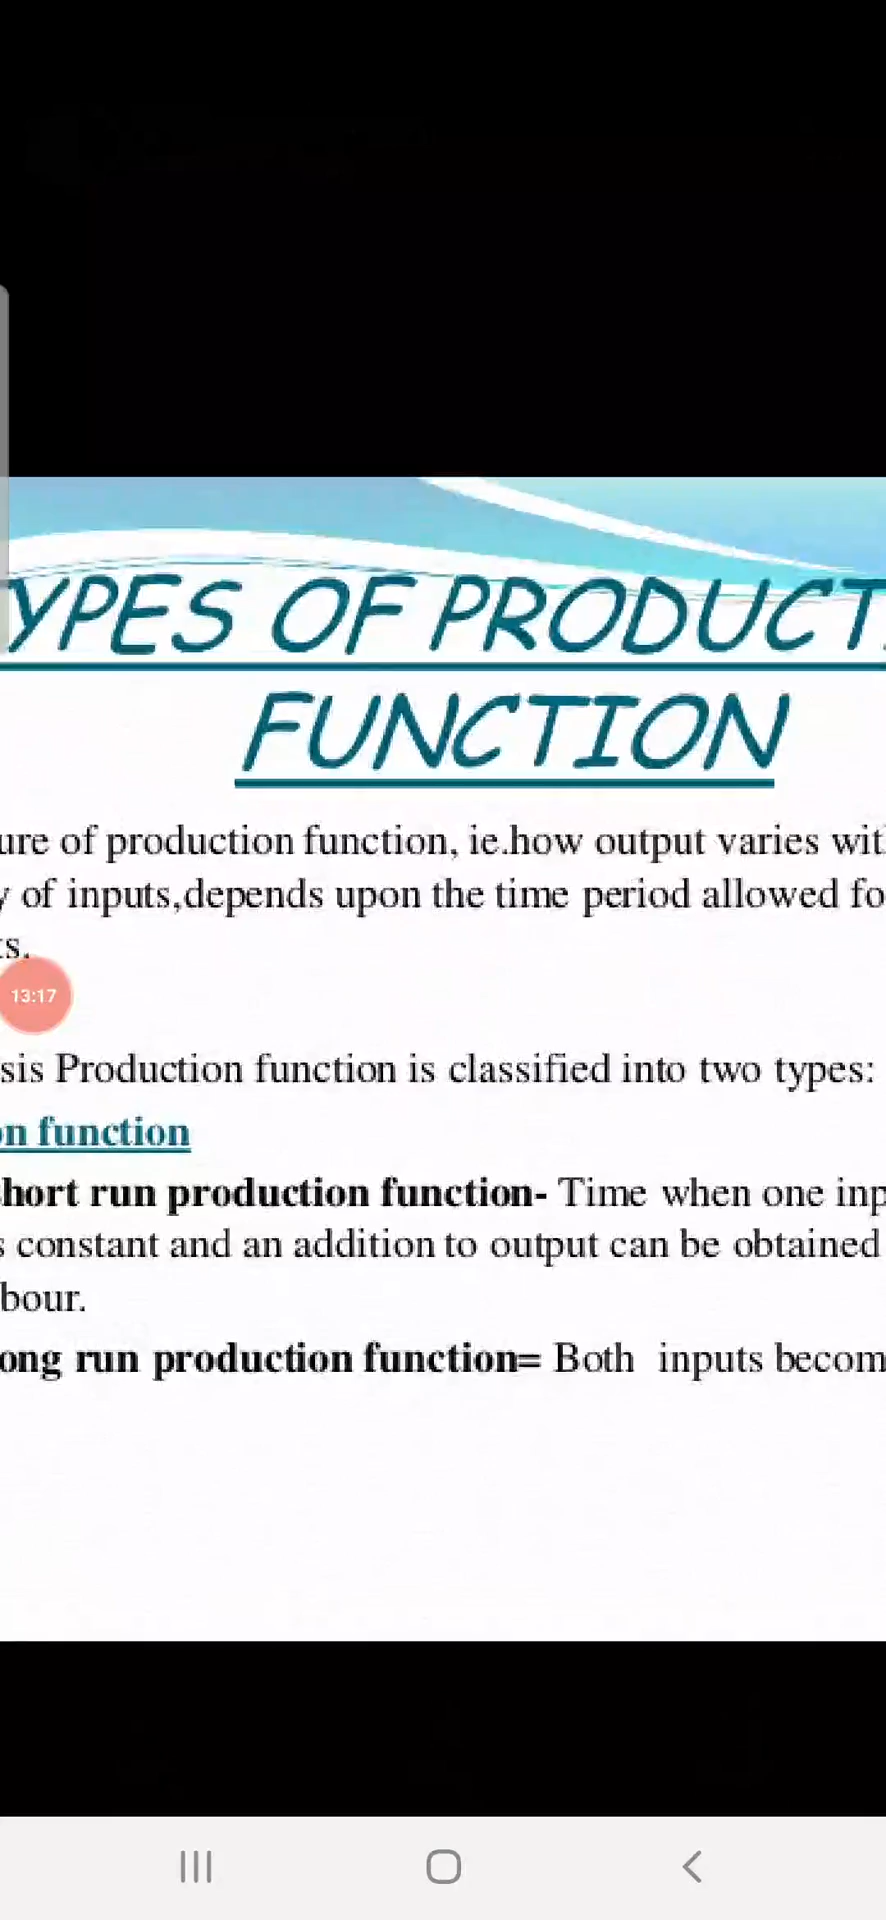 YPES OF PRODUCT
FUNCTION
ure of production function, ie.how output varies wit
y of inputs,depends upon the time period allowed fo
ts.
13:17
sis Production function is classified into two types:
on function
hort run production function- Time when one inp
s constant and an addition to output can be obtained
bour.
ong run production function= Both inputs becom